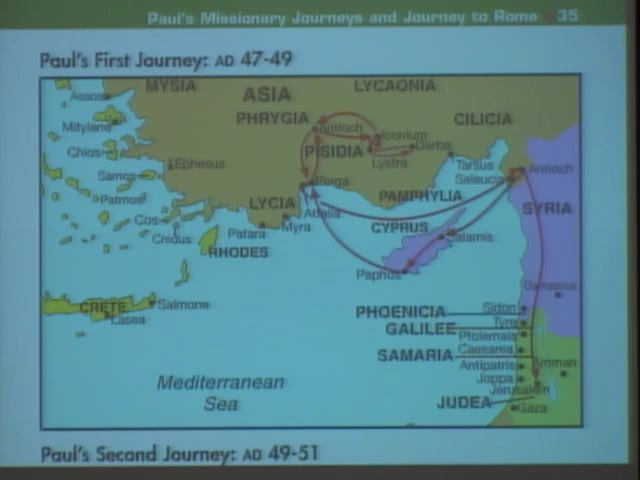 Paul's Missionary Journeys and Journey to Rome 35
Paul's First Journey: AD 47-49
MYSIA
LYCAONIA
Assos
ASIA
PHRYGIA
CILICIA
Mitylene
Antioch
Iconium
Derbe
Chios
PISIDIA
Lystra
Ephesus
Tarsus
Antioch
Samos
Seleucia
Perga
Patmos
LYCIA
PAMPHYLIA
SYRIA
Attalia
Cos
Myra
CYPRUS
Cnidus
Patara
Salamis
RHODES
Paphos
Damascus
CRETE
Salmone
PHOENICIA
Sidon
Lasea
GALILEE
Tyre
Ptolemais
SAMARIA
Caesarea
Antipatris
Amman
Mediterranean
Sea
Joppa
Jerusalem
JUDEA
Gaza
Paul's Second Journey: AD 49-51